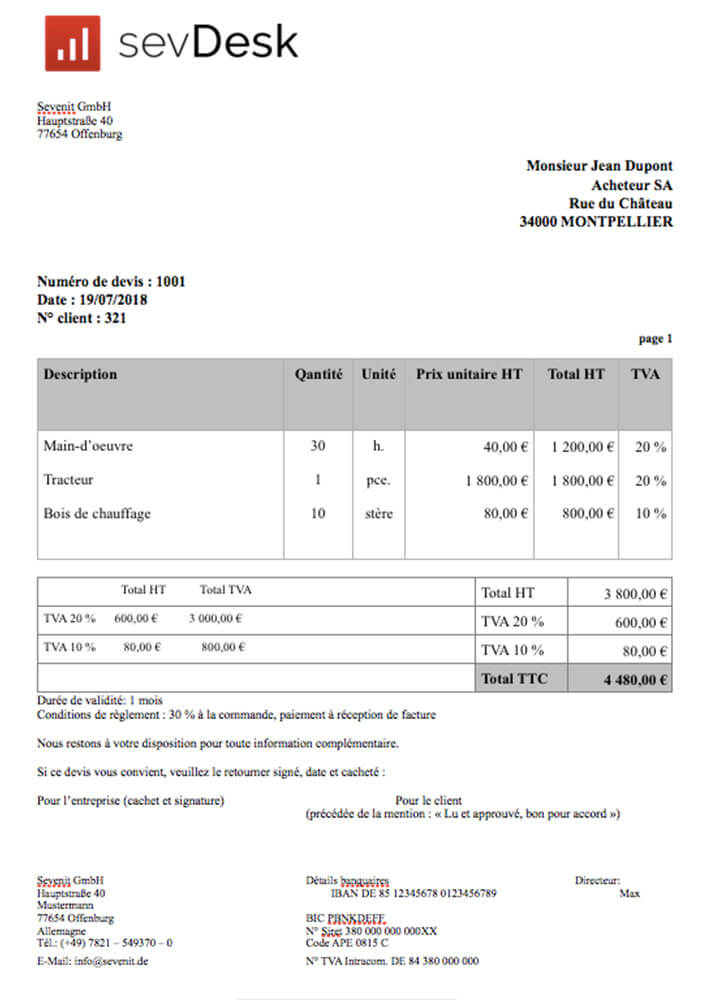 sevDesk
Sevenit GmbH
Hauptstraße 40
77654 Offenburg
Monsieur Jean Dupont
Acheteur SA
Rue du Château
34000 MONTPELLIER
Numéro de devis : 1001
Date : 19/07/2018
N° client : 321
page 1
Description Qantité Unité Prix unitaire HT Total HT TVA
Main-d'oeuvre 30 h. 40,00 € 1 200,00 € 20 %
Tracteur 1 pce. 1 800,00 € 1 800,00 € 20 %
Bois de chauffage 10 stère 80,00 € 800,00 € 10 %
Total HT Total TVA Total HT 3 800,00 €
TVA 20 % 600,00 € 3 000,00 € TVA 20 % 600,00 €
TVA 10 % 80,00 € 800,00 € TVA 10 % 80,00 €
Total TTC 4 480,00 €
Durée de validité: 1 mois
Conditions de règlement : 30 % à la commande, paiement à réception de facture
Nous restons à votre disposition pour toute information complémentaire.
Si ce devis vous convient, veuillez le retourner signé, date et cacheté :
Pour l'entreprise (cachet et signature) Pour le client
(précédée de la mention : « Lu et approuvé, bon pour accord »)
Sevenit GmbH Détails banquaires Directeur:
Hauptstraße 40 IBAN DE 85 12345678 0123456789 Max
Mustermann
77654 Offenburg BIC PBNKDEFF
Allemagne N° Siret 380 000 000 000XX
Tél.: (+49) 7821 – 549370 – 0 Code APE 0815 C
E-Mail: info@sevenit.de N° TVA Intracom. DE 84 380 000 000